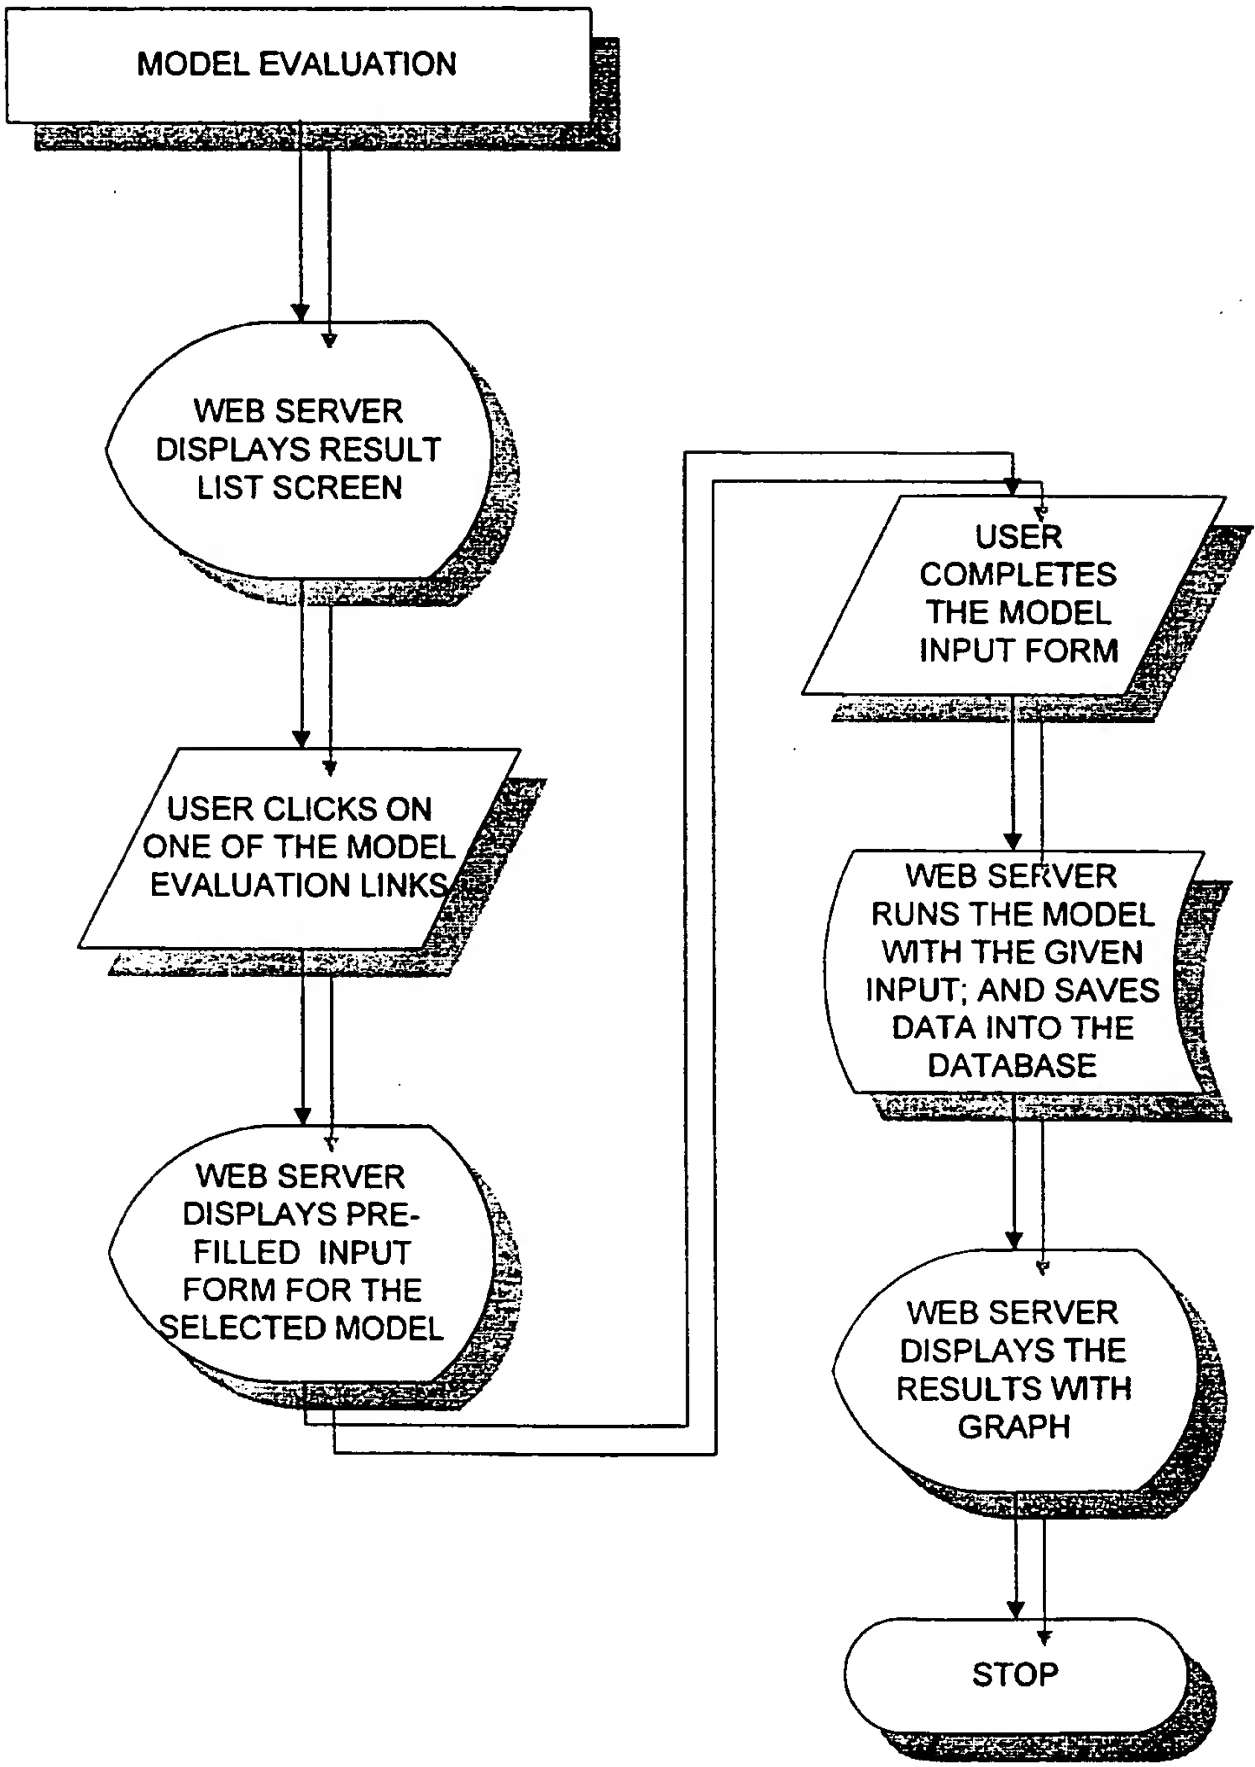 MODEL EVALUATION
WEB SERVER
DISPLAYS RESULT
LIST SCREEN
USER CLICKS ON
ONE OF THE MODEL
EVALUATION LINKS
WEB SERVER
DISPLAYS PRE-
FILLED INPUT
FORM FOR THE
SELECTED MODEL
USER
COMPLETES
THE MODEL
INPUT FORM
WEB SERVER
RUNS THE MODEL
WITH THE GIVEN
INPUT; AND SAVES
DATA INTO THE
DATABASE
WEB SERVER
DISPLAYS THE
RESULTS WITH
GRAPH
STOP